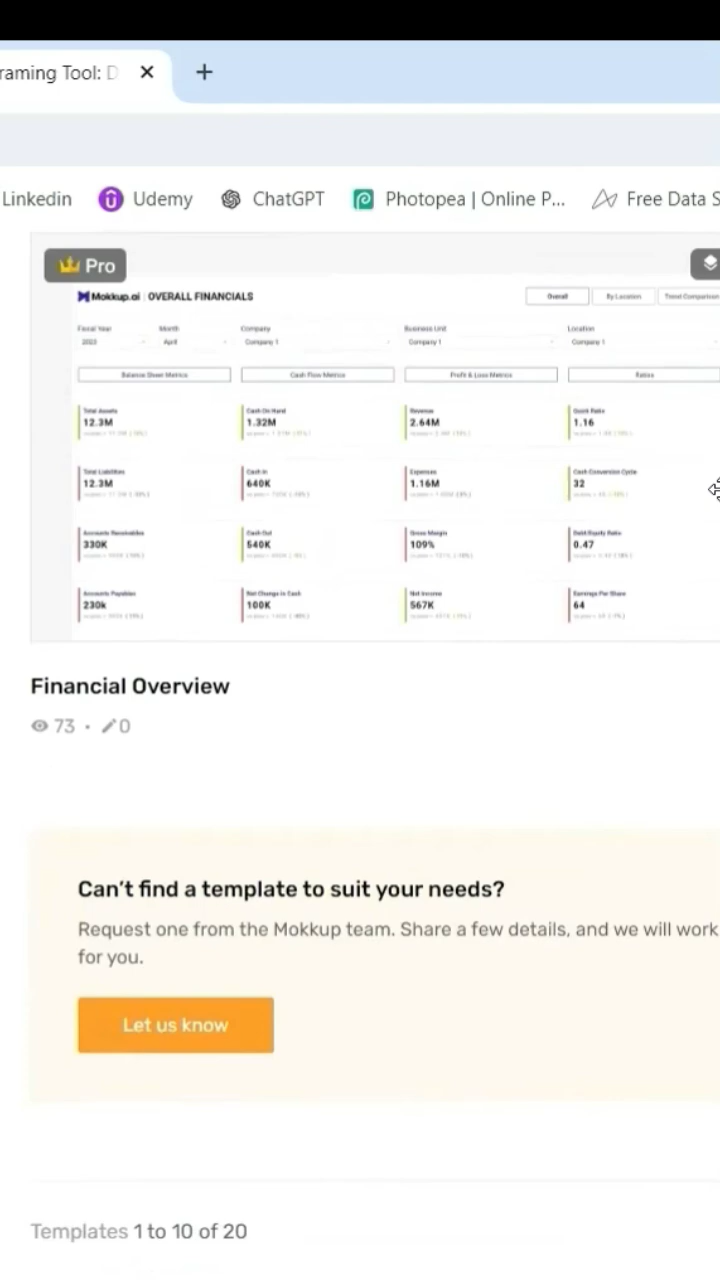 raming Tool: D
Linkedin Udemy ChatGPT Photopea | Online P... Free Data S
Pro
Mokkup.ai OVERALL FINANCIALS Overall By Location Trend Comparison
Fiscal Year Month Company Business Unit Location
2023 April Company 1 Company 1 Company 1
Balance Sheet Metrics Cash Flow Metrics Profit & Loss Metrics Ratios
Total Assets Cash On Hand Revenue Quick Ratio
12.3M 1.32M 2.64M 1.16
Total Liabilities Cash In Expenses Cash Conversion Cycle
12.3M 640K 1.16M 32
Accounts Receivables Cash Out Gross Margin Debt/Equity Ratio
330K 540K 109% 0.47
Accounts Payables Net Change in Cash Net Income Earnings Per Share
230k 100K 567K 64
Financial Overview
73 · 0
Can't find a template to suit your needs?
Request one from the Mokkup team. Share a few details, and we will work
for you.
Let us know
Templates 1 to 10 of 20